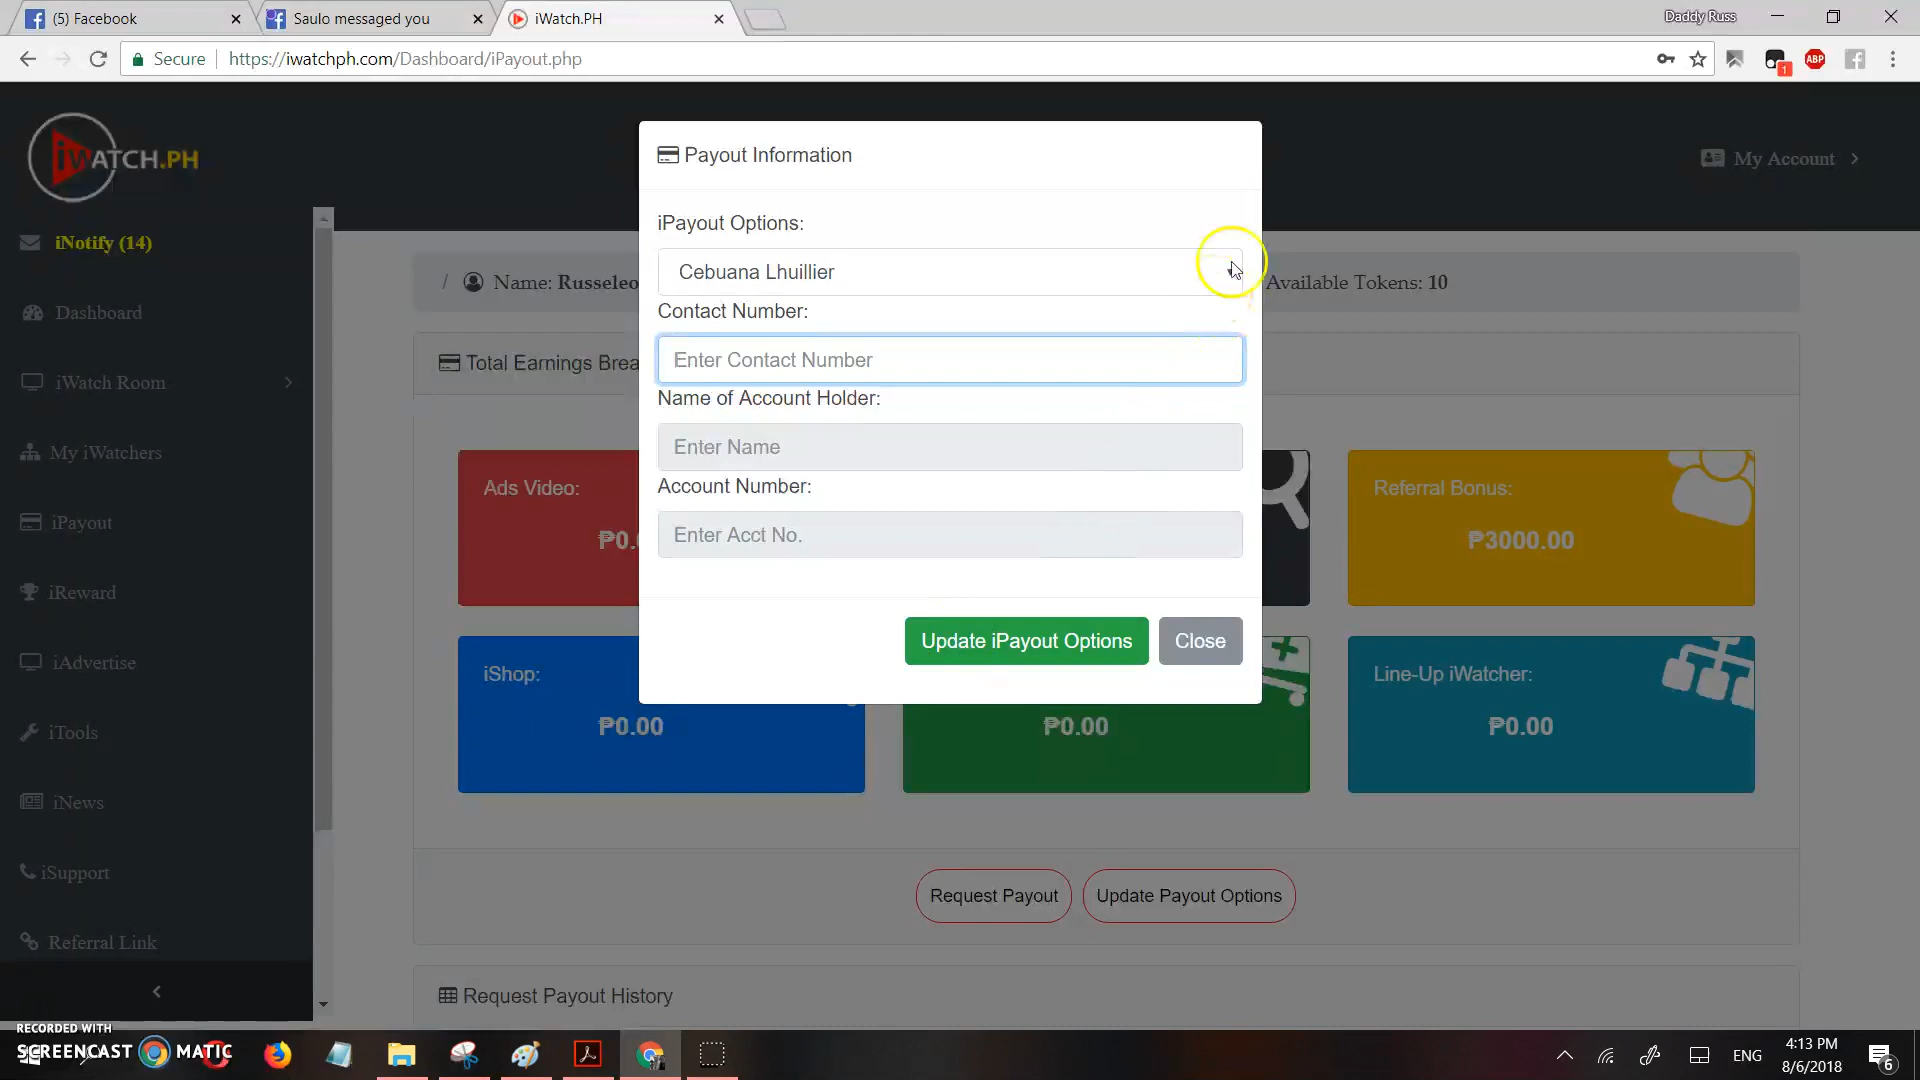 (5) Facebook
Saulo messaged you
iWatch.PH
Daddy Russ
Secure
https://iwatchph.com/Dashboard/iPayout.php
1
ABP
iWATCH.PH
My Account
iNotify (14)
Dashboard
iWatch Room
My iWatchers
iPayout
iReward
iAdvertise
iTools
iNews
iSupport
Referral Link
/ Name: Russeleo
Available Tokens: 10
Total Earnings Brea
Payout Information
iPayout Options:
Cebuana Lhuillier
Contact Number:
Enter Contact Number
Name of Account Holder:
Enter Name
Account Number:
Enter Acct No.
Update iPayout Options
Close
Ads Video:
₱0.
Referral Bonus:
₱3000.00
iShop:
₱0.00
₱0.00
Line-Up iWatcher:
₱0.00
Request Payout
Update Payout Options
Request Payout History
RECORDED WITH
SCREENCAST MATIC
ENG
4:13 PM
8/6/2018
6